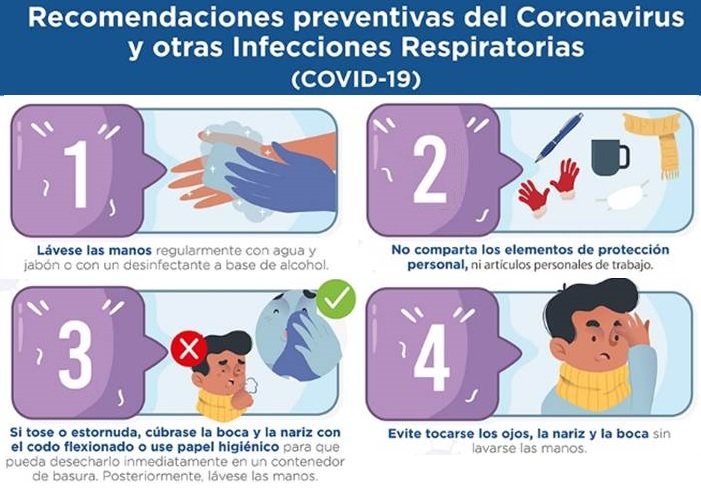 Recomendaciones preventivas del Coronavirus
y otras Infecciones Respiratorias
(COVID-19)
1
Lávese las manos regularmente con agua y
jabón o con un desinfectante a base de alcohol.
2
No comparta los elementos de protección
personal, ni artículos personales de trabajo.
3
Si tose o estornuda, cúbrase la boca y la nariz con
el codo flexionado o use papel higiénico para que
pueda desecharlo inmediatamente en un contenedor
de basura. Posteriormente, lávese las manos.
4
Evite tocarse los ojos, la nariz y la boca sin
lavarse las manos.